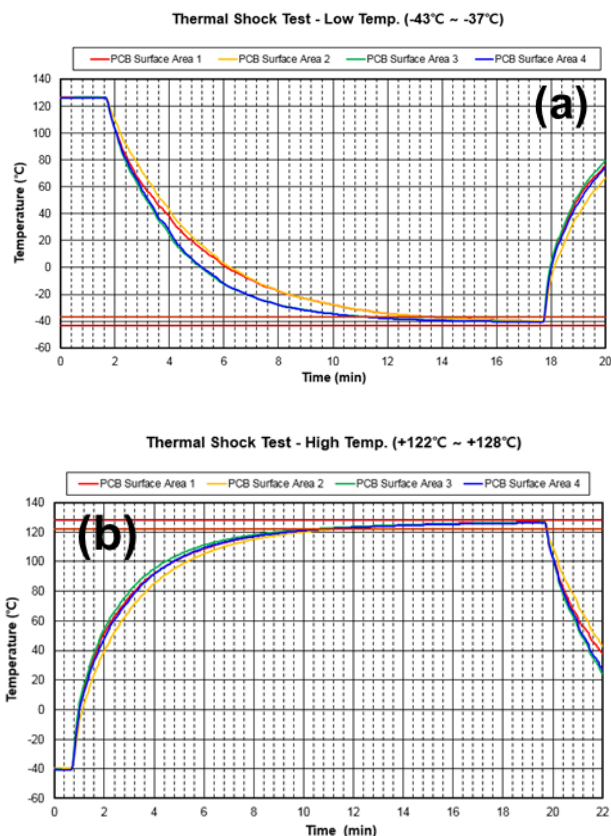 Thermal Shock Test - Low Temp. (-43℃ ~ -37℃)
PCB Surface Area 1 PCB Surface Area 2 PCB Surface Area 3 PCB Surface Area 4
140
120
100
80
60
40
20
0
-20
-40
-60
Temperature (℃)
(a)
0 2 4 6 8 10 12 14 16 18 20
Time (min)
Thermal Shock Test - High Temp. (+122℃ ~ +128℃)
PCB Surface Area 1 PCB Surface Area 2 PCB Surface Area 3 PCB Surface Area 4
140
120
100
80
60
40
20
0
-20
-40
-60
Temperature (℃)
(b)
0 2 4 6 8 10 12 14 16 18 20 22
Time (min)